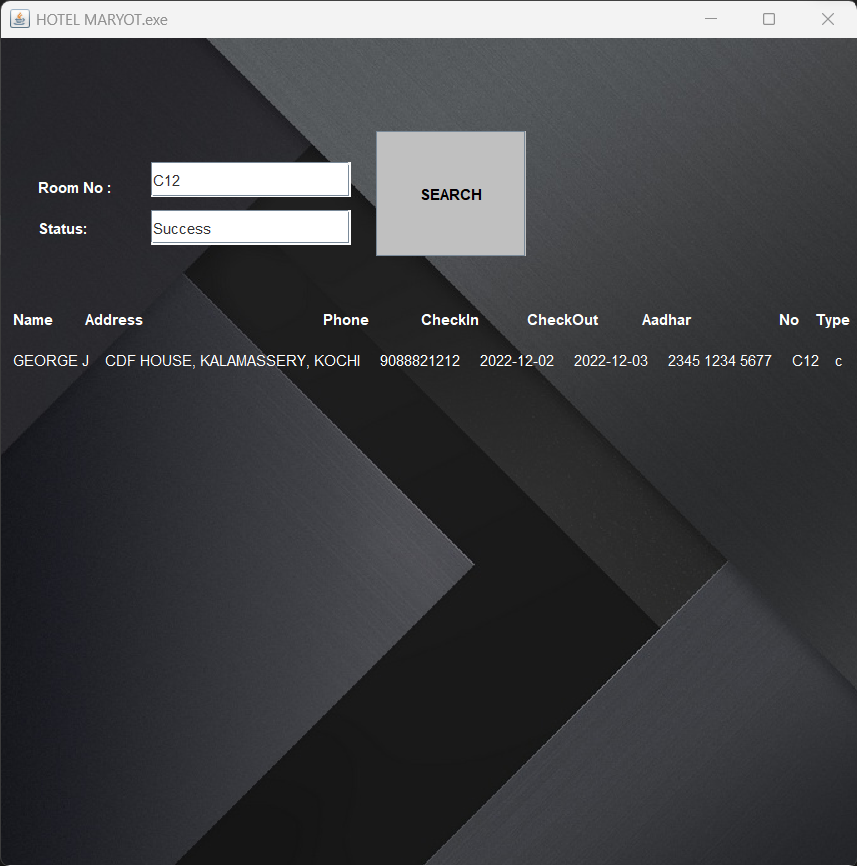 HOTEL MARYOT.exe
Room No : C12
SEARCH
Status: Success
Name Address Phone CheckIn CheckOut Aadhar No Type
GEORGE J CDF HOUSE, KALAMASSERY, KOCHI 9088821212 2022-12-02 2022-12-03 2345 1234 5677 C12 c